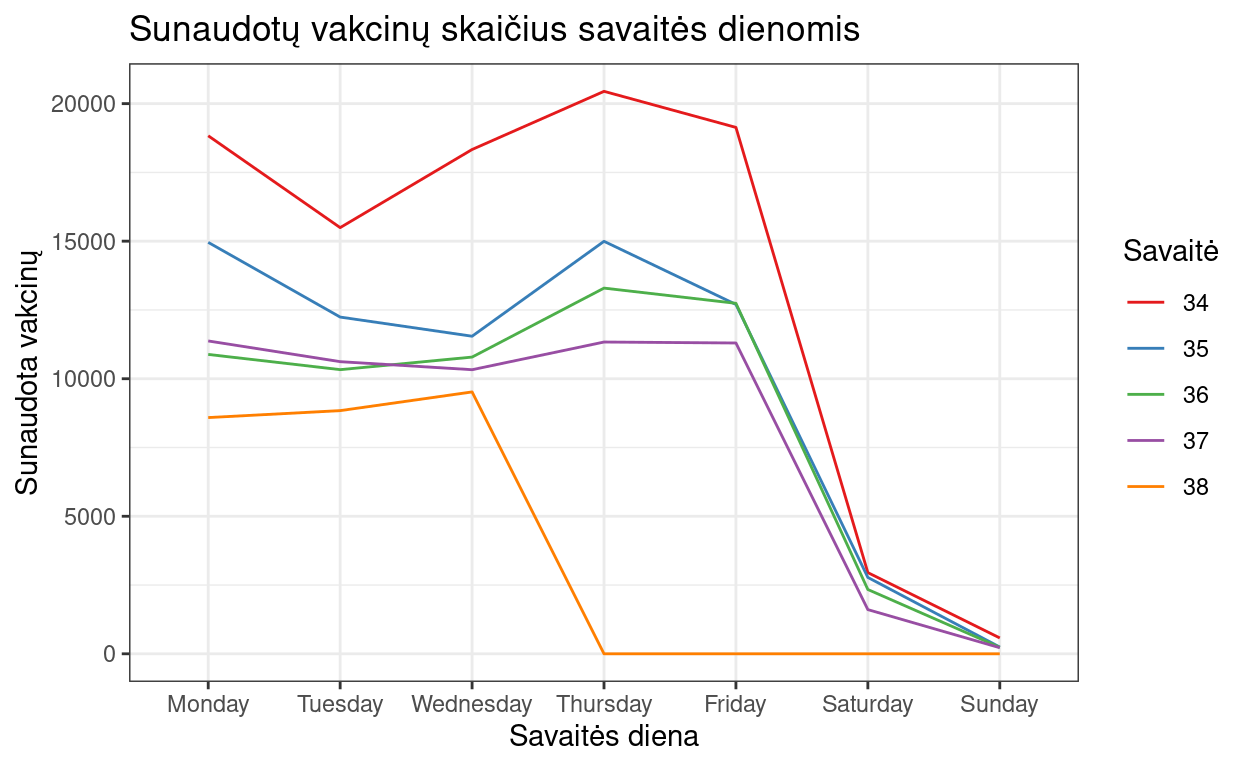 Sunaudotų vakcinų skaičius savaitės dienomis
Sunaudota vakcinų
20000
15000
10000
5000
0
Monday Tuesday Wednesday Thursday Friday Saturday Sunday
Savaitės diena
Savaitė
34
35
36
37
38